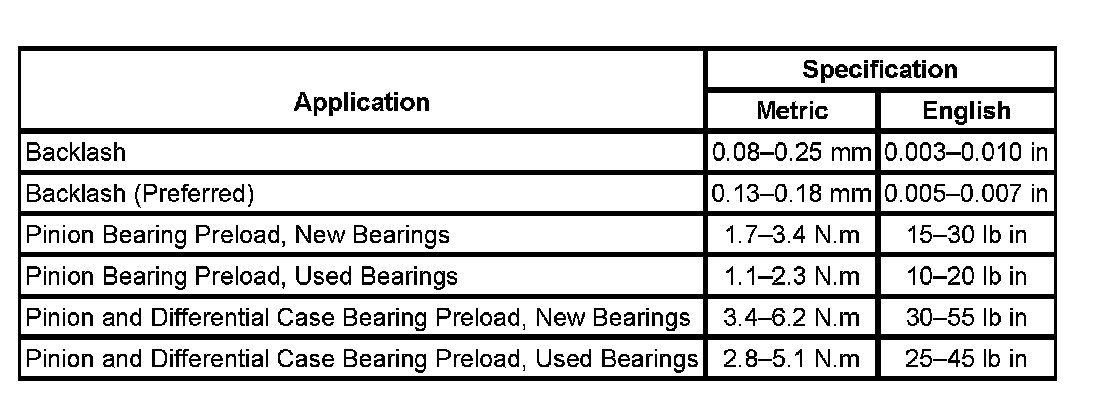 Application
Specification
Metric English
Backlash 0.08–0.25 mm 0.003–0.010 in
Backlash (Preferred) 0.13–0.18 mm 0.005–0.007 in
Pinion Bearing Preload, New Bearings 1.7–3.4 N.m 15–30 lb in
Pinion Bearing Preload, Used Bearings 1.1–2.3 N.m 10–20 lb in
Pinion and Differential Case Bearing Preload, New Bearings 3.4–6.2 N.m 30–55 lb in
Pinion and Differential Case Bearing Preload, Used Bearings 2.8–5.1 N.m 25–45 lb in